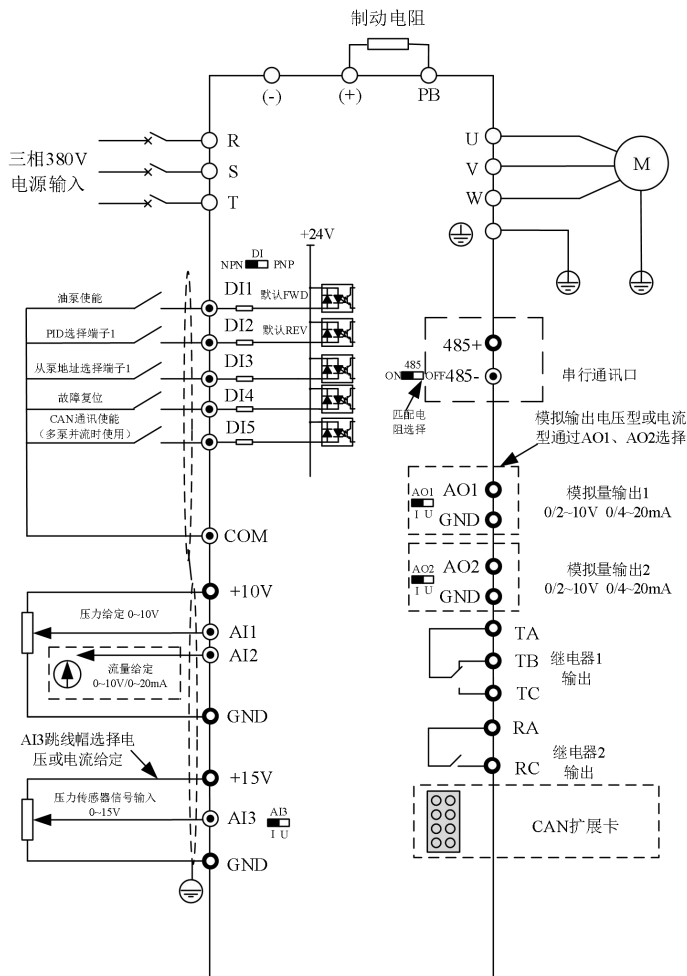 制动电阻
(-)
(+)
PB
三相380V
电源输入
R
S
T
U
V
W
M
+24V
DI
NPN PNP
油泵使能
DI1
默认FWD
PID选择端子1
DI2
默认REV
从泵地址选择端子1
DI3
故障复位
DI4
CAN通讯使能
(多泵并流时使用)
DI5
COM
485+
485
ON OFF
485-
串行通讯口
匹配电
阻选择
模拟输出电压型或电流
型通过AO1、AO2选择
AO1
I U
AO1
GND
模拟量输出1
0/2~10V 0/4~20mA
AO2
I U
AO2
GND
模拟量输出2
0/2~10V 0/4~20mA
+10V
压力给定 0~10V
AI1
AI2
流量给定
0~10V/0~20mA
GND
TA
TB
TC
继电器1
输出
RA
RC
继电器2
输出
AI3跳线帽选择电
压或电流给定
+15V
压力传感器信号输入
0~15V
AI3
AI3
I U
GND
CAN扩展卡